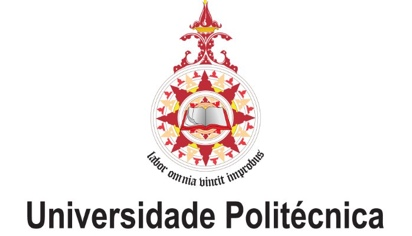 labor omnia vincit improbus
Universidade Politécnica